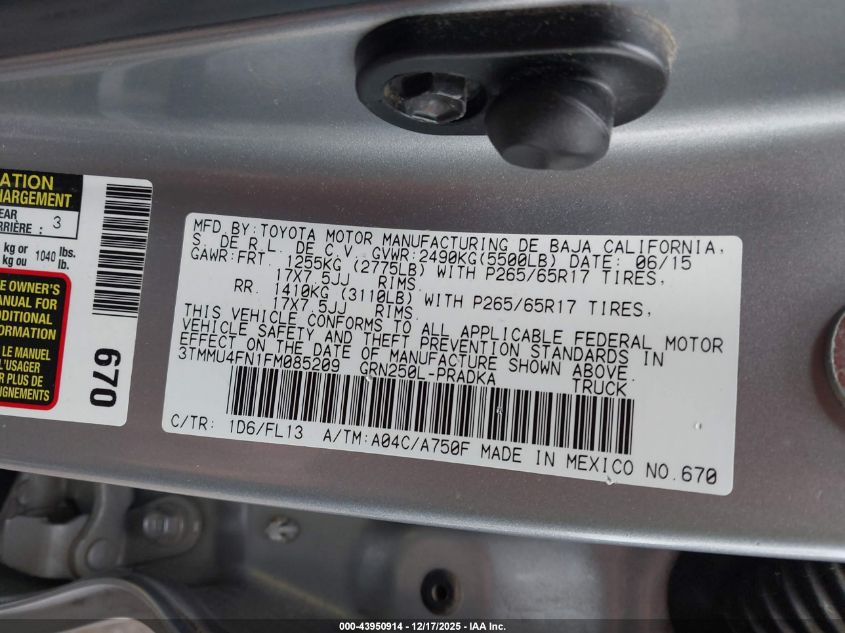 ATION
HARGEMENT
EAR
RRIÈRE : 3
kg or 1040 lbs.
kg ou lb.
E OWNER'S
MANUAL FOR
DDITIONAL
FORMATION
LE MANUEL
L'USAGER
R PLUS DE
IGNEMENTS
670
MFD.BY:TOYOTA MOTOR MANUFACTURING DE BAJA CALIFORNIA,
S. DE R.L. DE C.V. GVWR:2490KG(5500LB) DATE: 06/15
GAWR:FRT. 1255KG (2775LB) WITH P265/65R17 TIRES,
17X7.5JJ RIMS.
RR. 1410KG (3110LB) WITH P265/65R17 TIRES,
17X7.5JJ RIMS.
THIS VEHICLE CONFORMS TO ALL APPLICABLE FEDERAL MOTOR
VEHICLE SAFETY AND THEFT PREVENTION STANDARDS IN
EFFECT ON THE DATE OF MANUFACTURE SHOWN ABOVE.
3TMMU4FN1FM085209 GRN250L-PRADKA TRUCK
C/TR: 1D6/FL13 A/TM:A04C/A750F MADE IN MEXICO NO.670
000-43950914 - 12/17/2025 - IAA Inc.